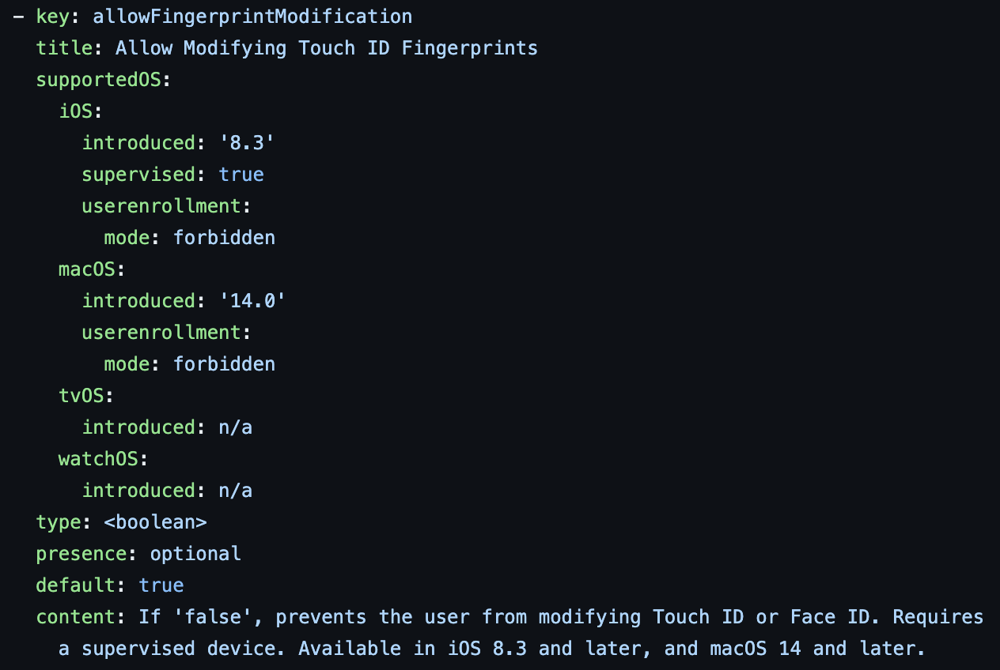 - key: allowFingerprintModification
  title: Allow Modifying Touch ID Fingerprints
  supportedOS:
    iOS:
      introduced: '8.3'
      supervised: true
      userenrollment:
        mode: forbidden
    macOS:
      introduced: '14.0'
      userenrollment:
        mode: forbidden
    tvOS:
      introduced: n/a
    watchOS:
      introduced: n/a
  type: <boolean>
  presence: optional
  default: true
  content: If 'false', prevents the user from modifying Touch ID or Face ID. Requires
    a supervised device. Available in iOS 8.3 and later, and macOS 14 and later.